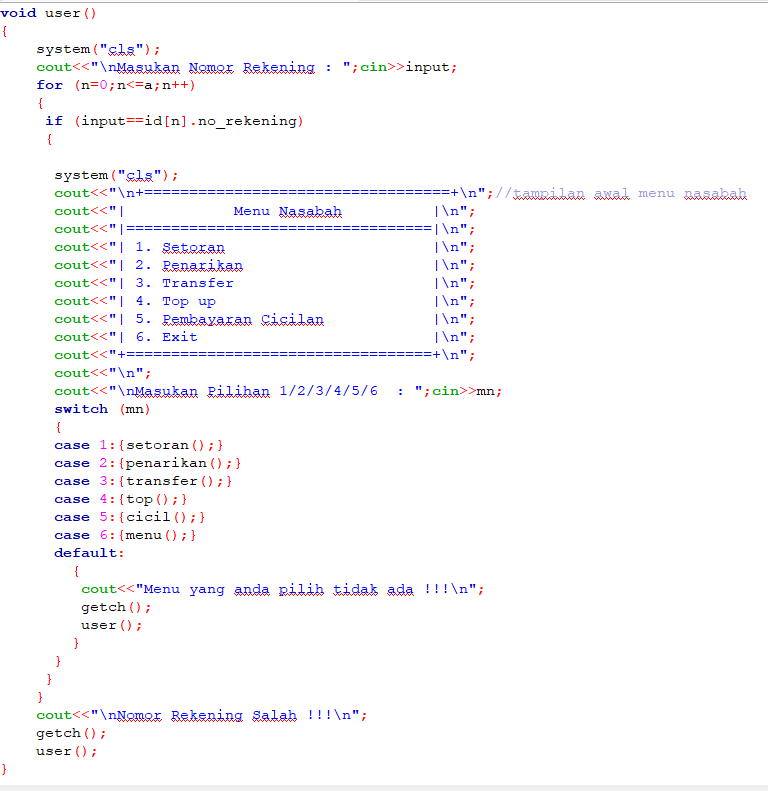 void user()
{
    system("cls");
    cout<<"\nMasukan Nomor Rekening : ";cin>>input;
    for (n=0;n<=a;n++)
    {
     if (input==id[n].no_rekening)
     {
      system("cls");
      cout<<"\n+==================================+\n";//tampilan awal menu nasabah
      cout<<"|            Menu Nasabah          |\n";
      cout<<"|==================================|\n";
      cout<<"| 1. Setoran                       |\n";
      cout<<"| 2. Penarikan                     |\n";
      cout<<"| 3. Transfer                      |\n";
      cout<<"| 4. Top up                        |\n";
      cout<<"| 5. Pembayaran Cicilan            |\n";
      cout<<"| 6. Exit                          |\n";
      cout<<"+==================================+\n";
      cout<<"\n";
      cout<<"\nMasukan Pilihan 1/2/3/4/5/6  : ";cin>>mn;
      switch (mn)
      {
      case 1:{setoran();}
      case 2:{penarikan();}
      case 3:{transfer();}
      case 4:{top();}
      case 5:{cicil();}
      case 6:{menu();}
      default:
        {
         cout<<"Menu yang anda pilih tidak ada !!!\n";
         getch();
         user();
        }
      }
     }
    }
    cout<<"\nNomor Rekening Salah !!!\n";
    getch();
    user();
}